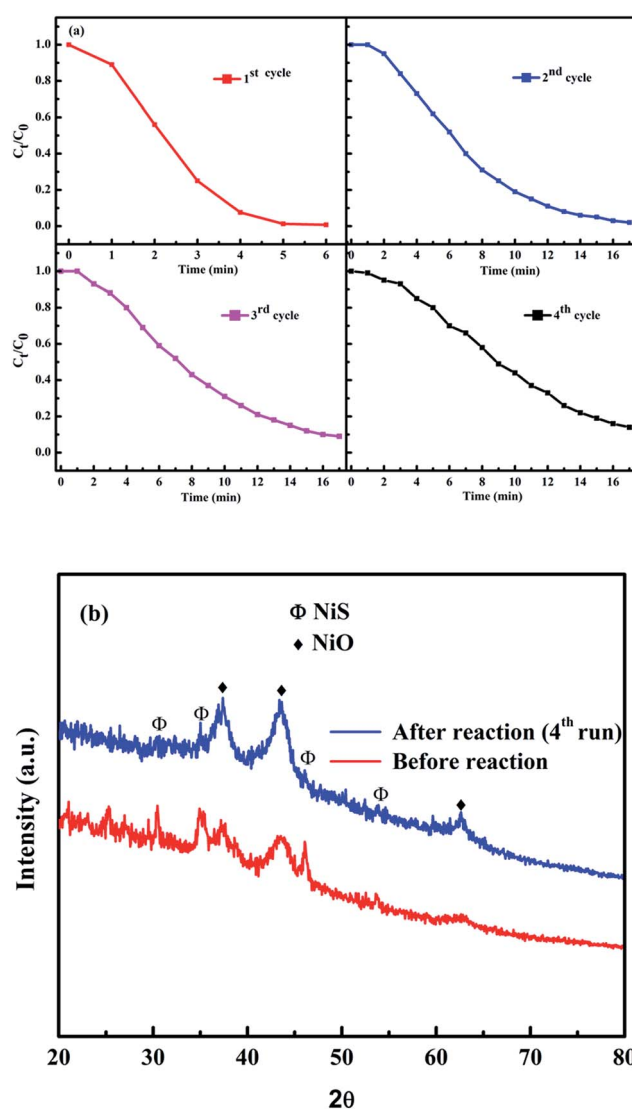 (a)
1.0
0.8
0.6
0.4
0.2
0.0
Cₜ/C₀
1ˢᵗ cycle
2ⁿᵈ cycle
0 1 2 3 4 5 6
Time (min)
0 2 4 6 8 10 12 14 16
Time (min)
1.0
0.8
0.6
0.4
0.2
0.0
Cₜ/C₀
3ʳᵈ cycle
4ᵗʰ cycle
0 2 4 6 8 10 12 14 16
Time (min)
0 2 4 6 8 10 12 14 16
Time (min)
(b)
Φ NiS
♦ NiO
Φ Φ ♦ ♦ Φ Φ ♦
After reaction (4ᵗʰ run)
Before reaction
Intensity (a.u.)
20 30 40 50 60 70 80
2θ